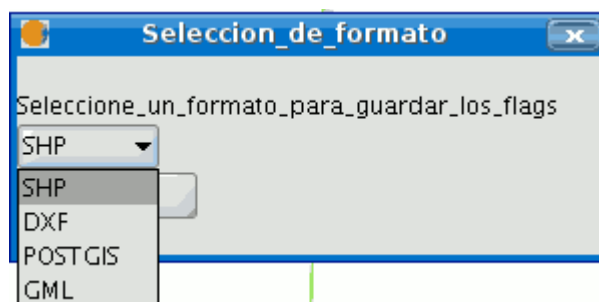 Seleccion_de_formato
Seleccione_un_formato_para_guardar_los_flags
SHP
SHP
DXF
POSTGIS
GML